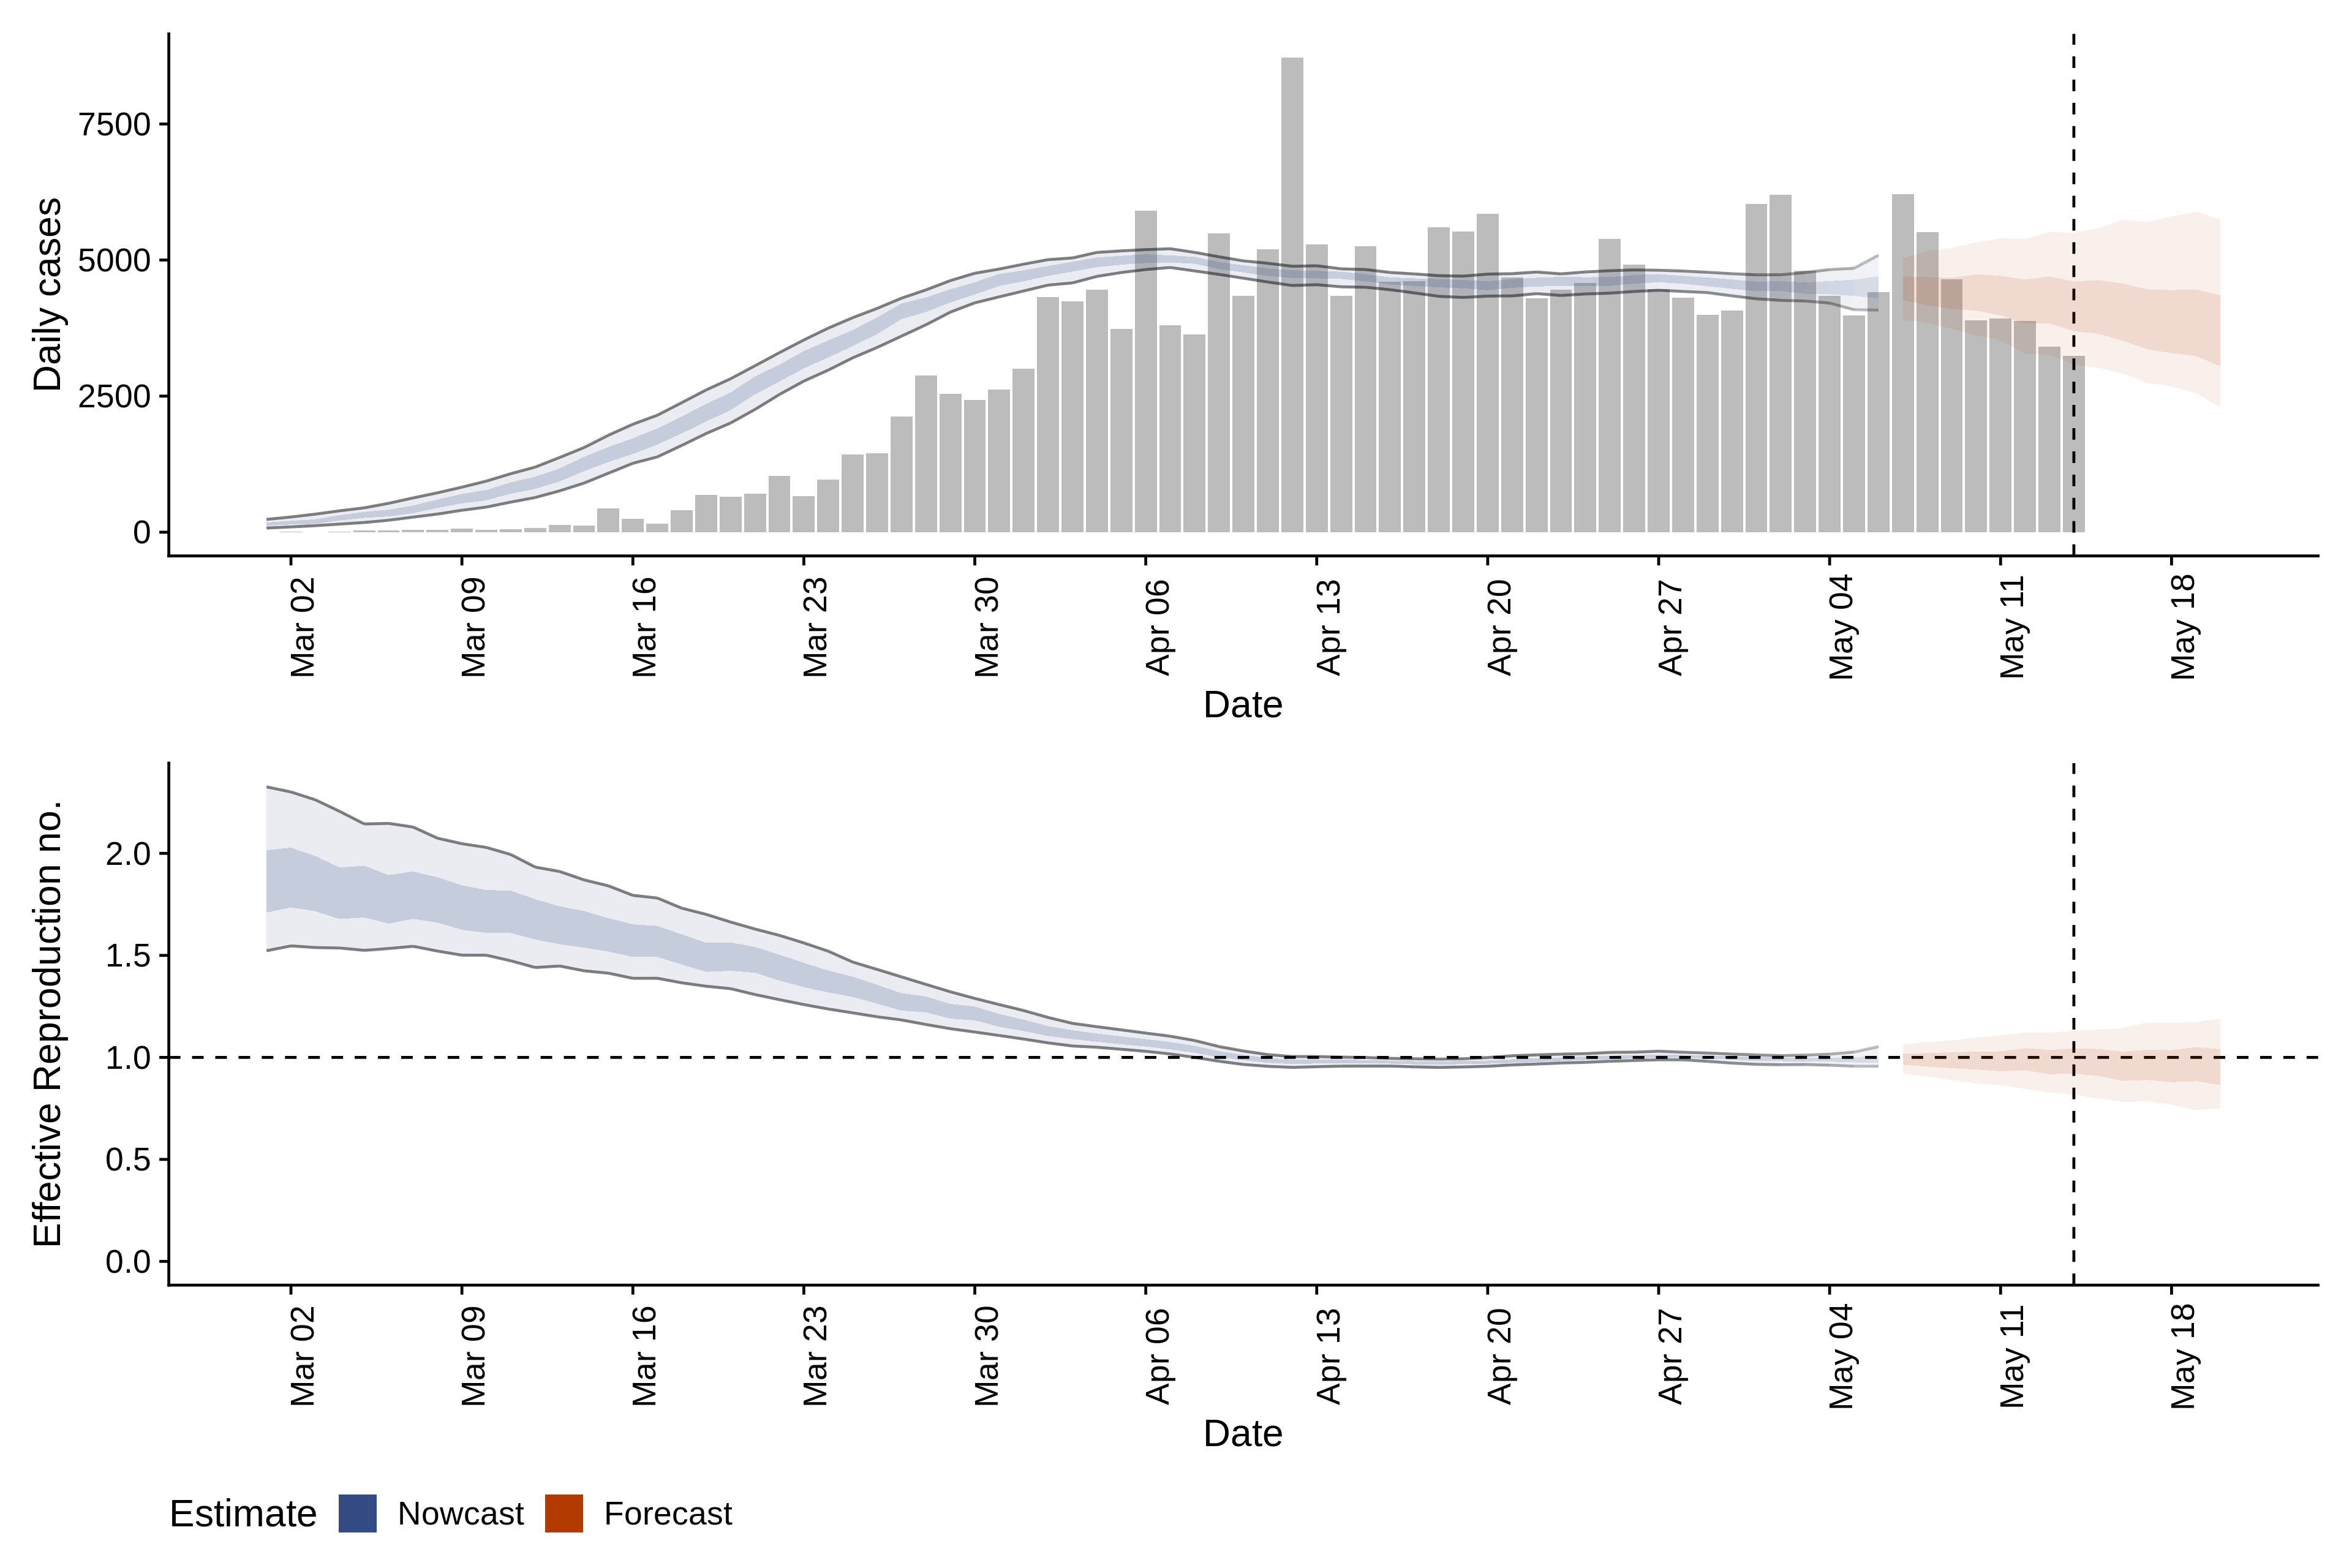 Daily cases
7500
5000
2500
0
Mar 02
Mar 09
Mar 16
Mar 23
Mar 30
Apr 06
Apr 13
Apr 20
Apr 27
May 04
May 11
May 18
Date
Effective Reproduction no.
2.0
1.5
1.0
0.5
0.0
Mar 02
Mar 09
Mar 16
Mar 23
Mar 30
Apr 06
Apr 13
Apr 20
Apr 27
May 04
May 11
May 18
Date
Estimate Nowcast Forecast